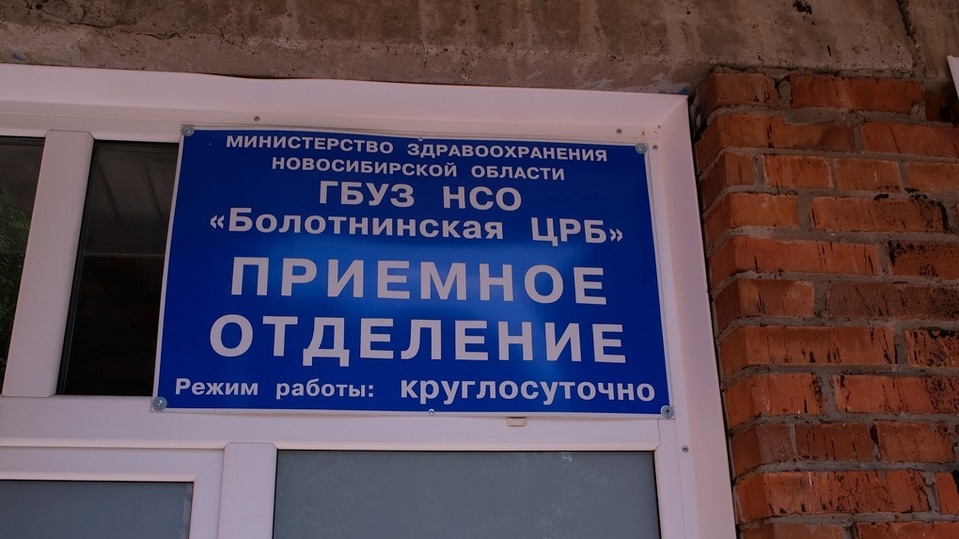 МИНИСТЕРСТВО ЗДРАВООХРАНЕНИЯ
НОВОСИБИРСКОЙ ОБЛАСТИ
ГБУЗ НСО
«Болотнинская ЦРБ»
ПРИЕМНОЕ
ОТДЕЛЕНИЕ
Режим работы: круглосуточно